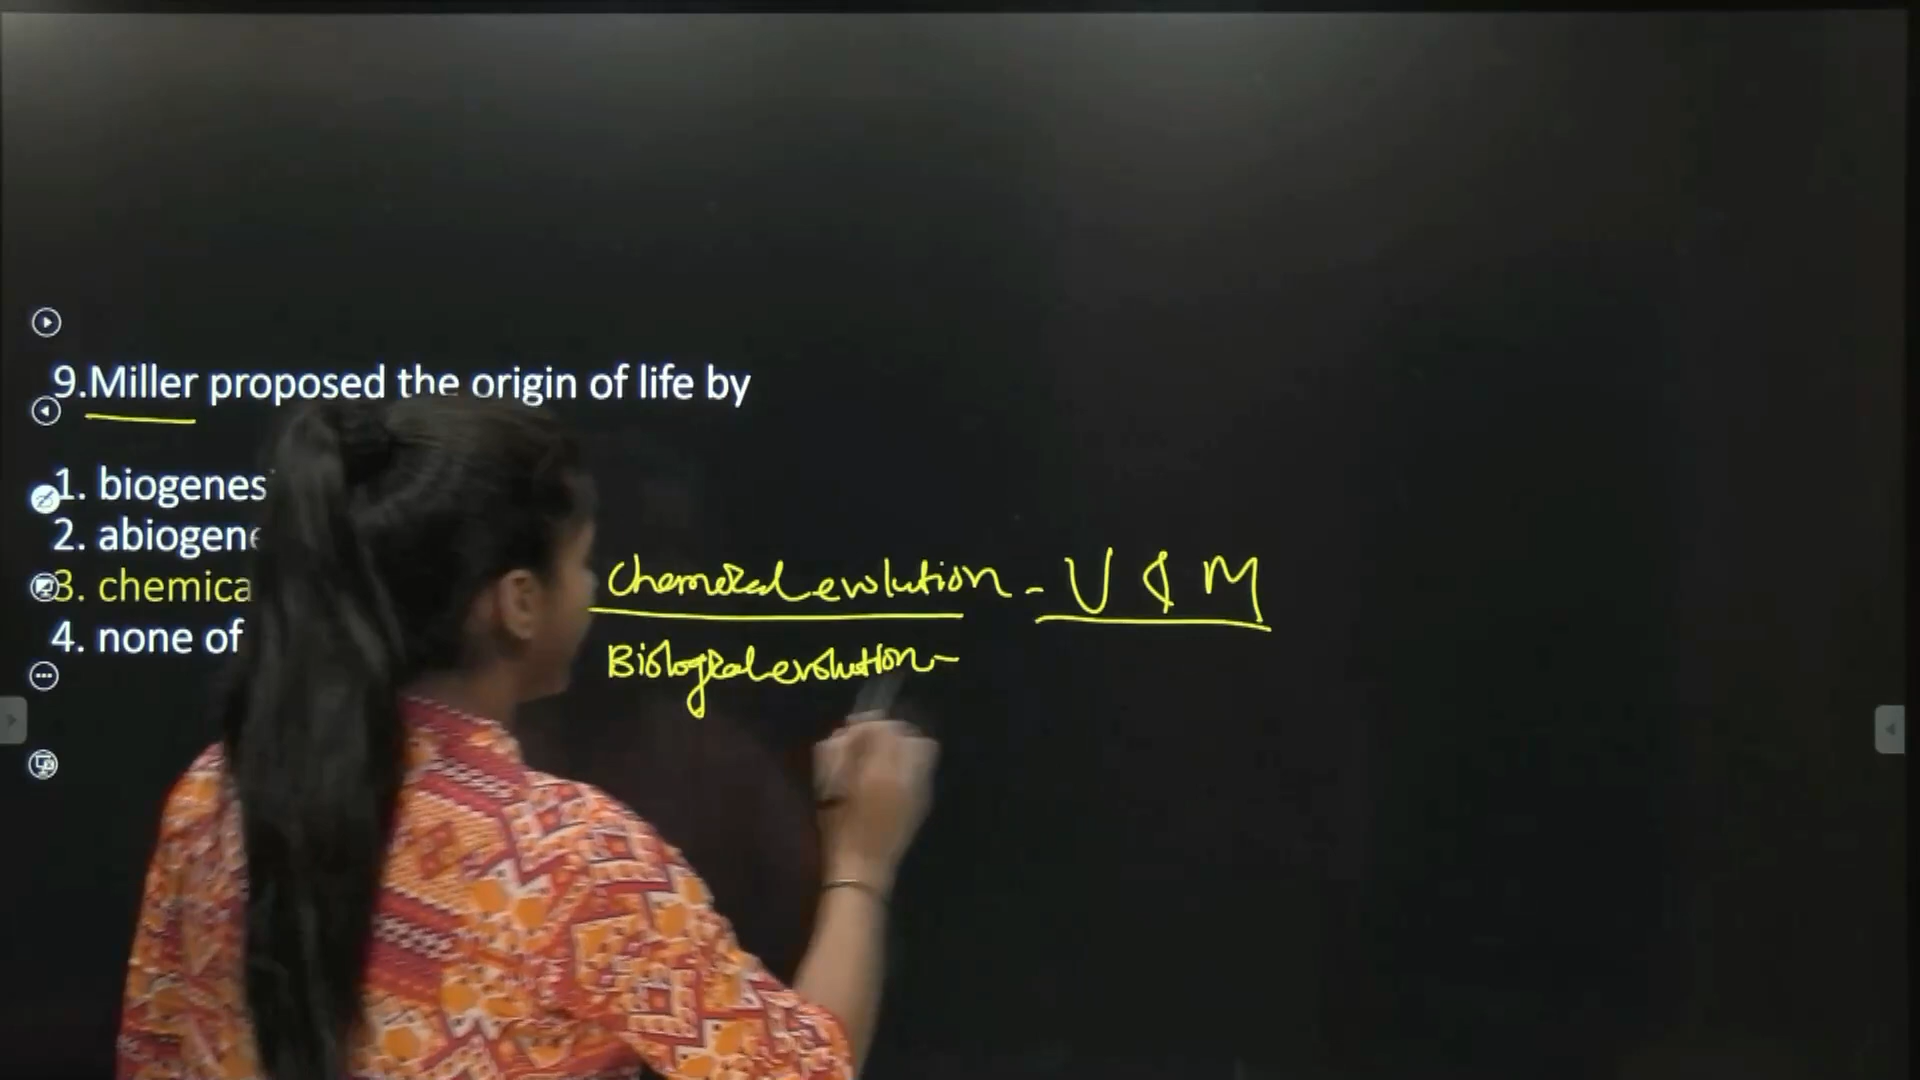 9.Miller proposed the origin of life by
1. biogenes
2. abiogene
3. chemica
4. none of
Chemical evolution - U & M
Biological evolution -